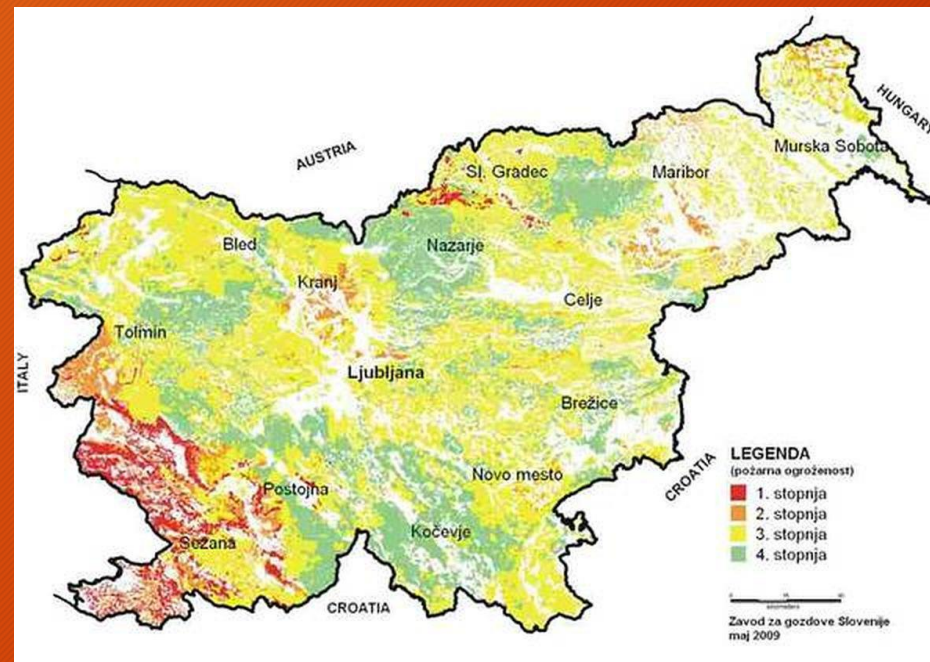 AUSTRIA
HUNGARY
Murska Sobota
Sl. Gradec
Maribor
Bled
Nazarje
Kranj
Celje
Tolmin
ITALY
Ljubljana
Brežice
CROATIA
Novo mesto
Postojna
Kočevje
Sežana
CROATIA
LEGENDA
(požarna ogroženost)
1. stopnja
2. stopnja
3. stopnja
4. stopnja
Zavod za gozdove Slovenije
maj 2009